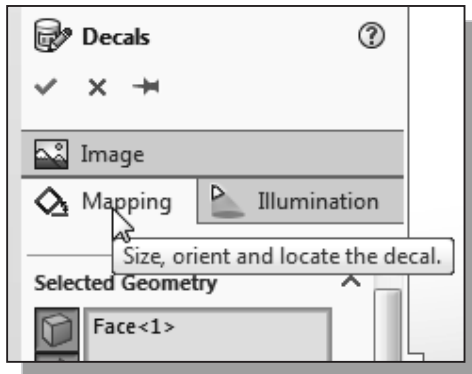 Decals
Image
Mapping
Illumination
Size, orient and locate the decal.
Selected Geometry
Face<1>